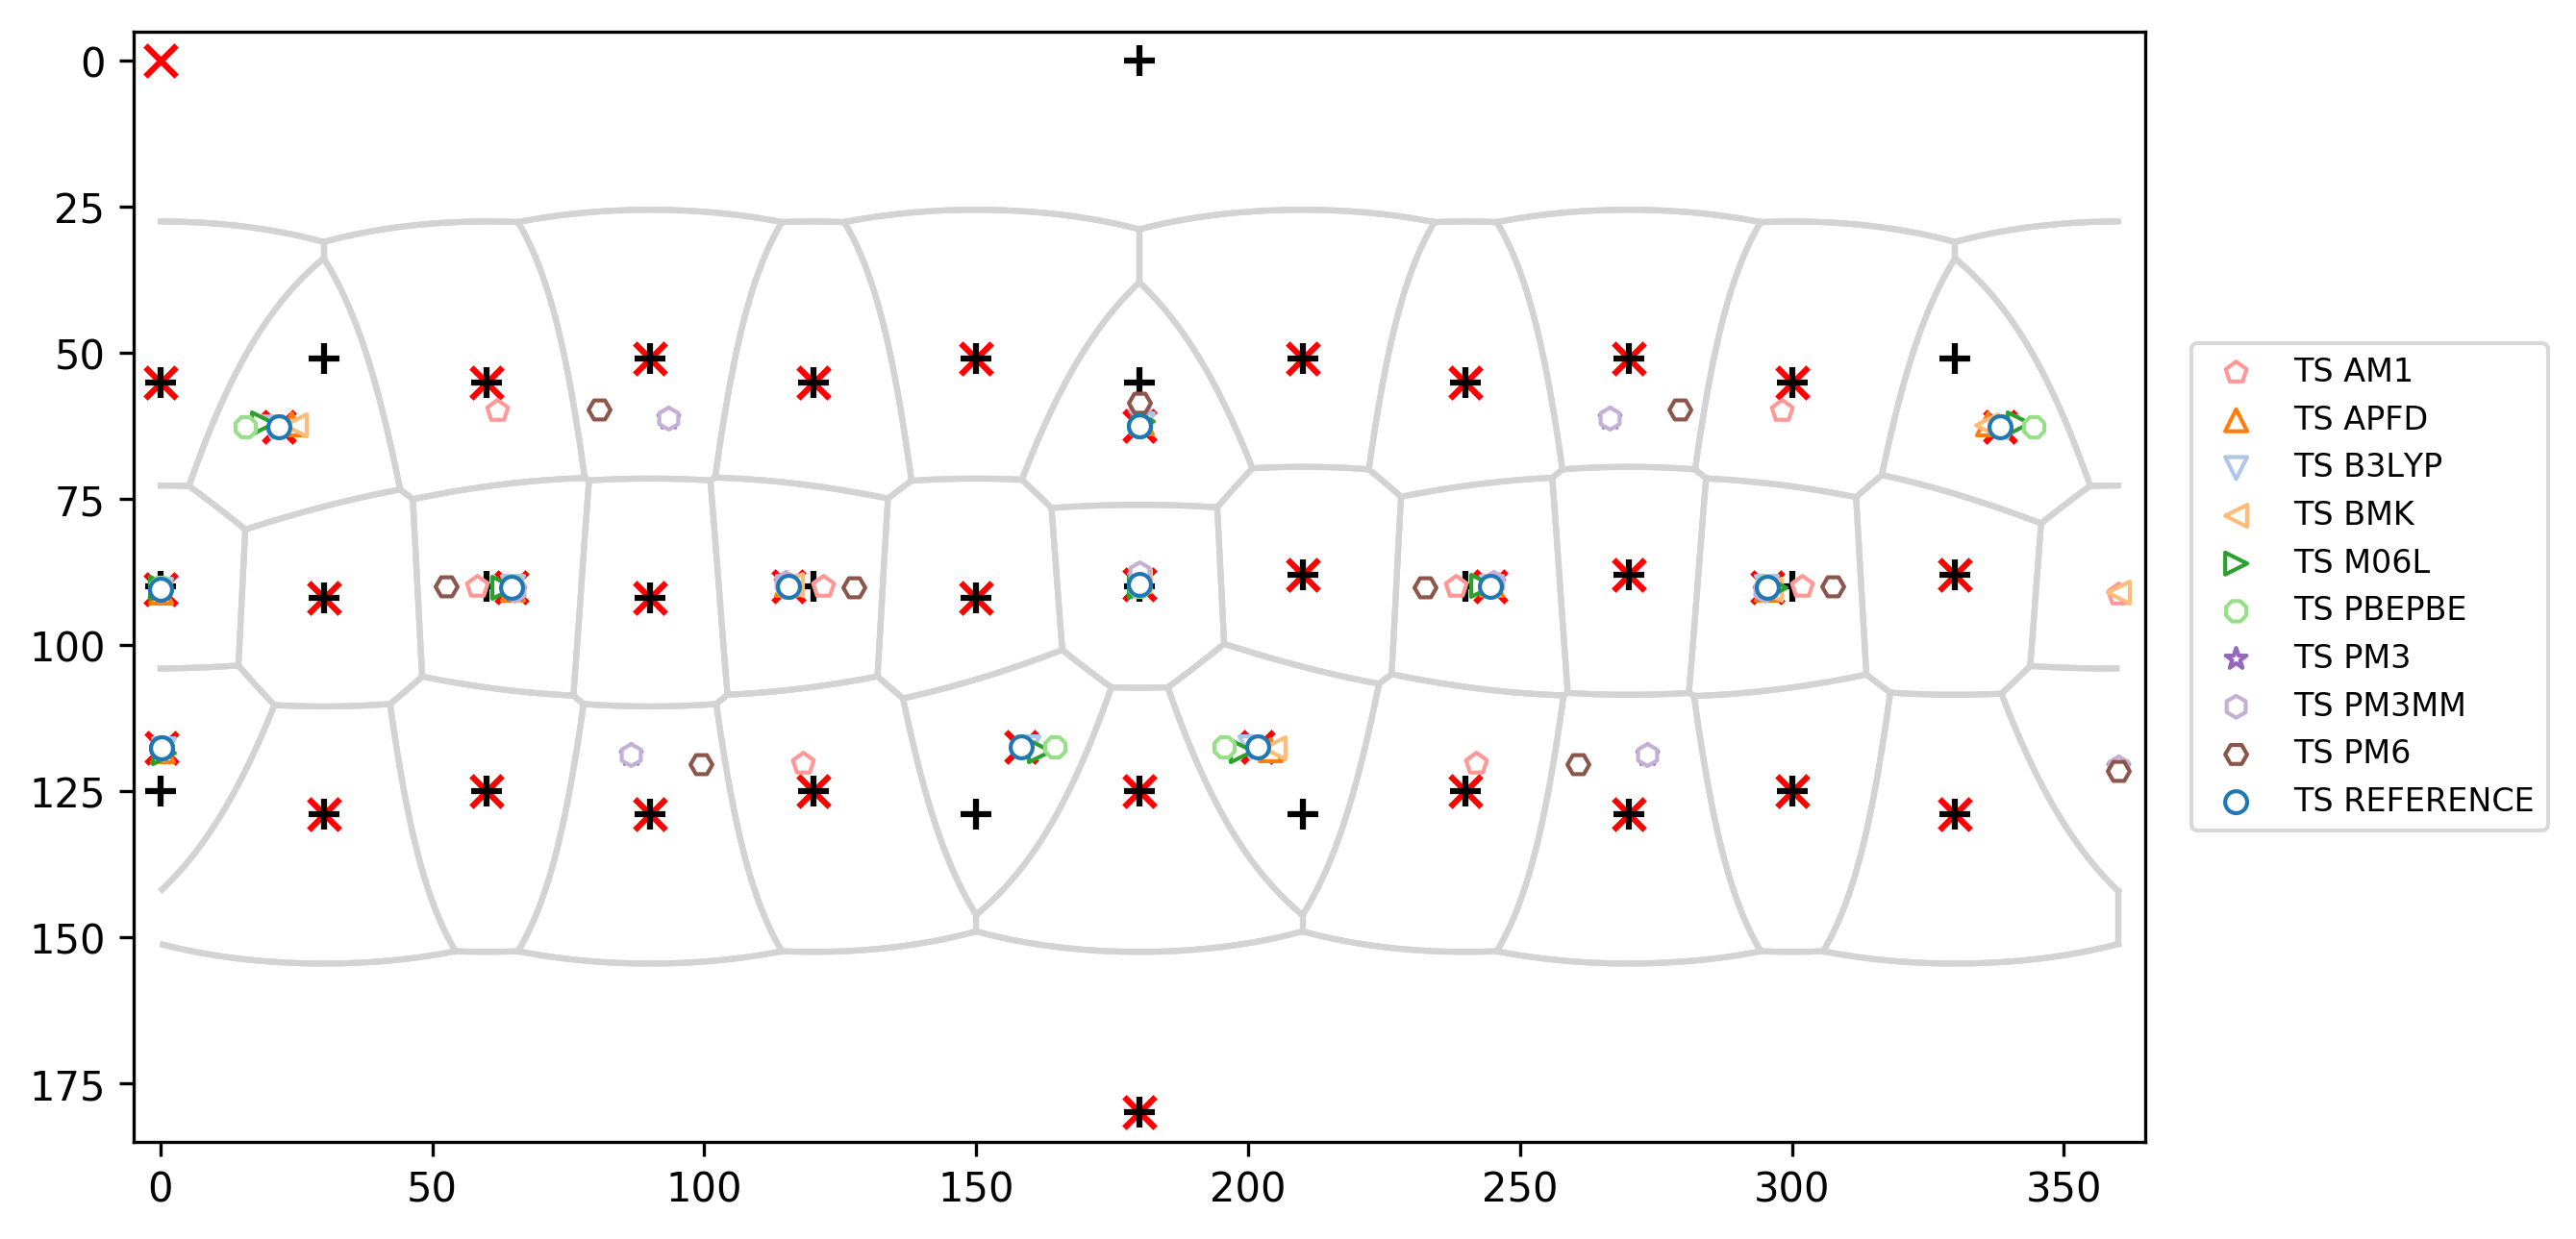 0
25
50
75
100
125
150
175
0 50 100 150 200 250 300 350
TS AM1
TS APFD
TS B3LYP
TS BMK
TS M06L
TS PBEPBE
TS PM3
TS PM3MM
TS PM6
TS REFERENCE